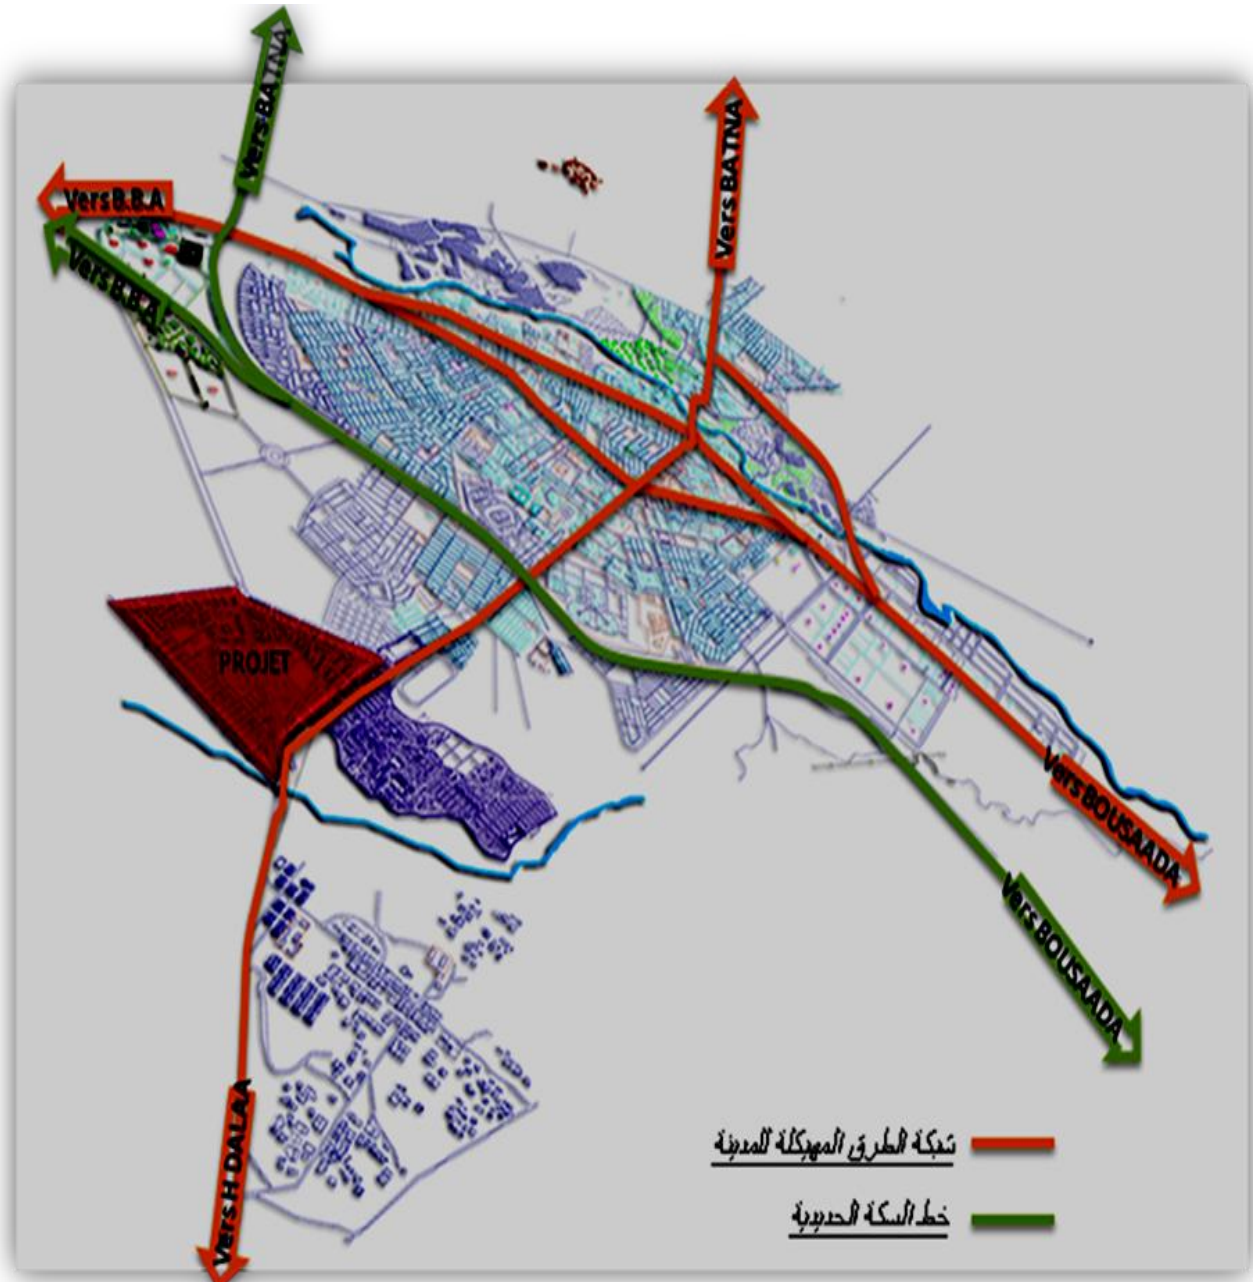 Vers BATNA
Vers BATNA
Vers B.B.A
Vers B.B.A
PROJET
Vers BOUSAADA
Vers BOUSAADA
Vers H DALAA
شبكة الطرق المهيكلة للمدينة
خط السكة الحديدية